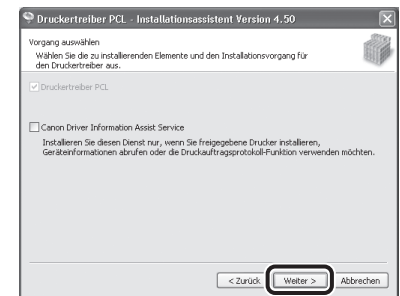 Druckertreiber PCL - Installationsassistent Version 4.50
Vorgang auswählen
Wählen Sie die zu installierenden Elemente und den Installationsvorgang für
den Druckertreiber aus.
Druckertreiber PCL
Canon Driver Information Assist Service
Installieren Sie diesen Dienst nur, wenn Sie freigegebene Drucker installieren,
Geräteinformationen abrufen oder die Druckauftragsprotokoll-Funktion verwenden möchten.
< Zurück Weiter > Abbrechen